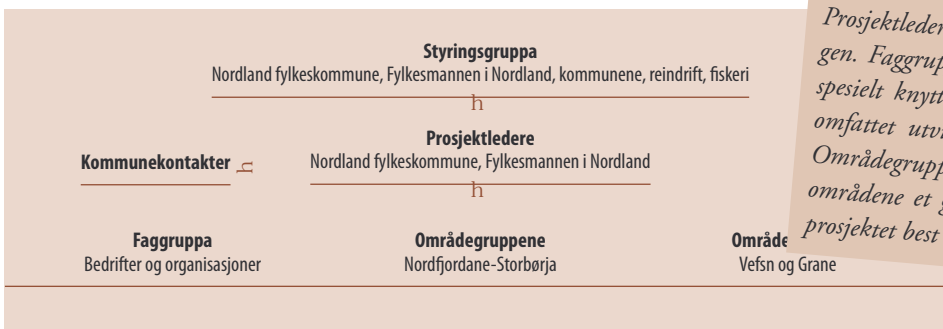 Styringsgruppa
Nordland fylkeskommune, Fylkesmannen i Nordland, kommunene, reindrift, fiskeri
h
Prosjektledere
Kommunekontakter h Nordland fylkeskommune, Fylkesmannen i Nordland
h
Faggruppa
Bedrifter og organisasjoner
Områdegruppene
Nordfjordane-Storbørja
Område
Vefsn og Grane
Prosjektleder
gen. Faggrup
spesielt knytt
omfattet utv
Områdegrupp
områdene et
prosjektet best